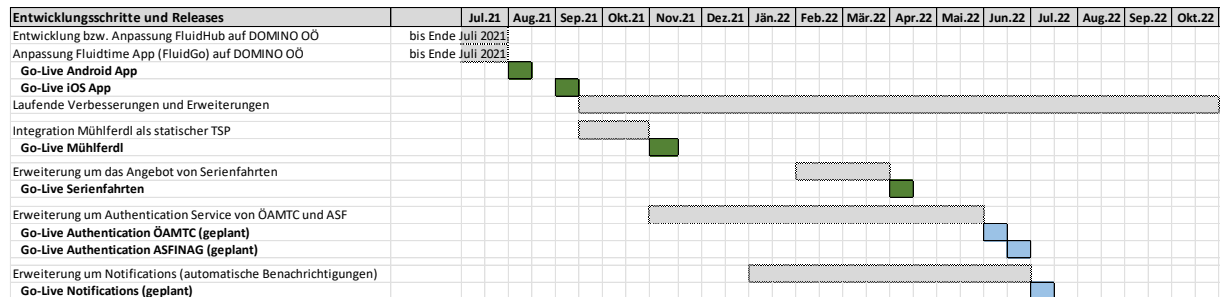 Entwicklungsschritte und Releases Jul.21 Aug.21 Sep.21 Okt.21 Nov.21 Dez.21 Jän.22 Feb.22 Mär.22 Apr.22 Mai.22 Jun.22 Jul.22 Aug.22 Sep.22 Okt.22
Entwicklung bzw. Anpassung FluidHub auf DOMINO OÖ bis Ende Juli 2021
Anpassung Fluidtime App (FluidGo) auf DOMINO OÖ bis Ende Juli 2021
Go-Live Android App
Go-Live iOS App
Laufende Verbesserungen und Erweiterungen
Integration Mühlferdl als statischer TSP
Go-Live Mühlferdl
Erweiterung um das Angebot von Serienfahrten
Go-Live Serienfahrten
Erweiterung um Authentication Service von ÖAMTC und ASF
Go-Live Authentication ÖAMTC (geplant)
Go-Live Authentication ASFINAG (geplant)
Erweiterung um Notifications (automatische Benachrichtigungen)
Go-Live Notifications (geplant)